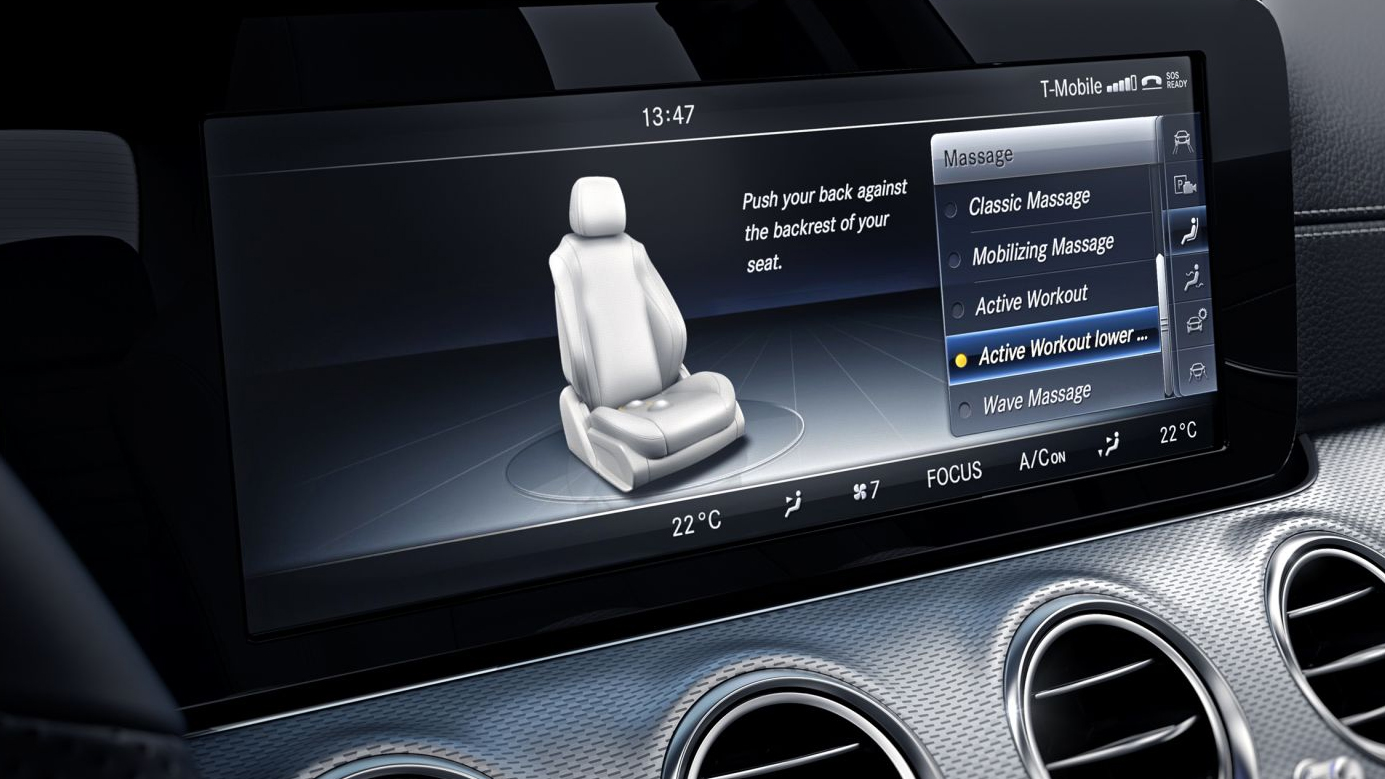 13:47
T-Mobile
SOS
READY
Push your back against
the backrest of your
seat.
Massage
Classic Massage
Mobilizing Massage
Active Workout
Active Workout lower ...
Wave Massage
P
22°C
7
FOCUS
A/C ON
22°C